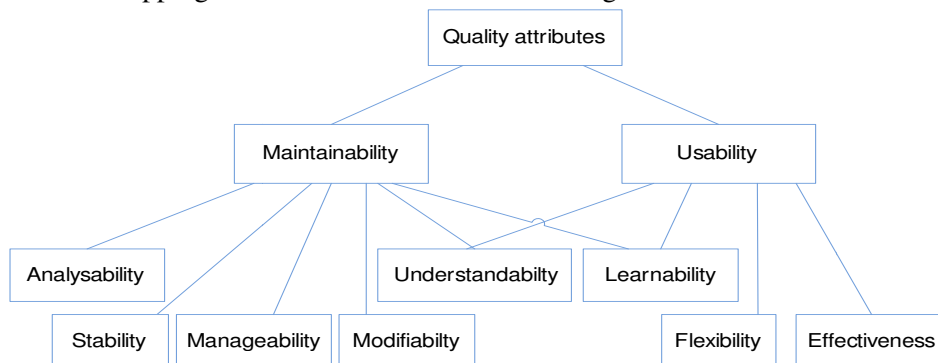 Quality attributes
Maintainability
Usability
Analysability
Understandabilty
Learnability
Stability
Manageability
Modifiabilty
Flexibility
Effectiveness